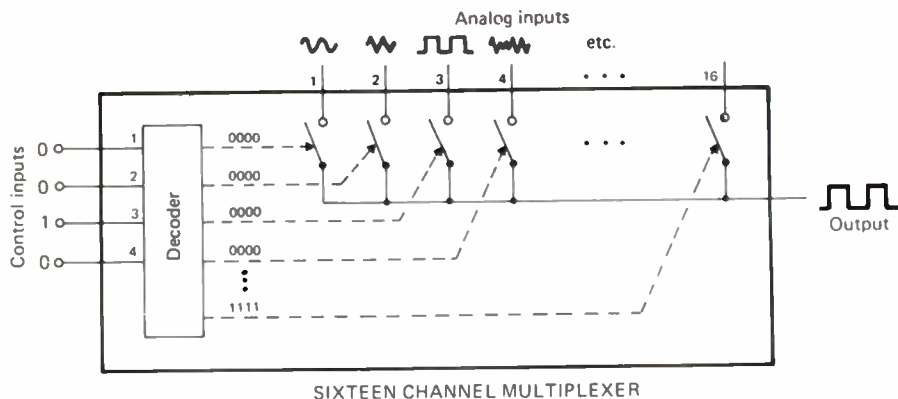 Analog inputs
etc.
1 2 3 4 . . . 16
Control inputs
0 1
0 2
1 3
0 4
Decoder
0000
0000
0000
0000
1111
. . .
Output
SIXTEEN CHANNEL MULTIPLEXER